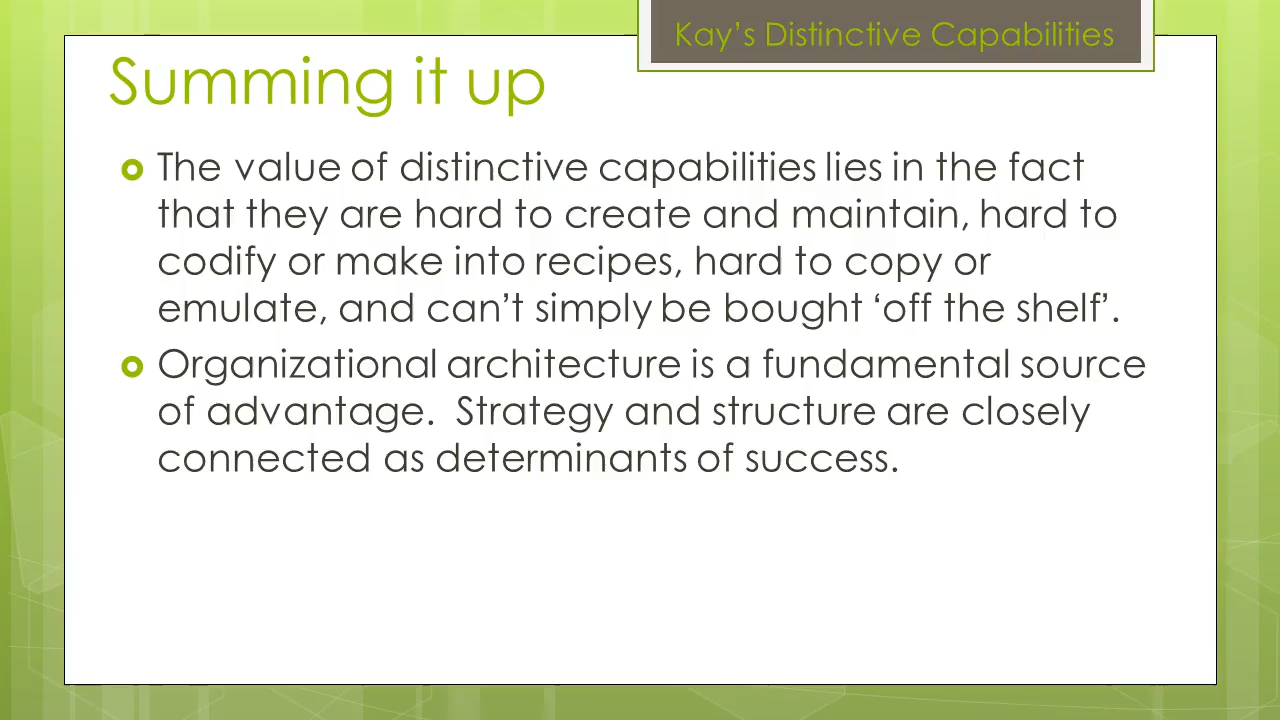 Kay’s Distinctive Capabilities
Summing it up
The value of distinctive capabilities lies in the fact
that they are hard to create and maintain, hard to
codify or make into recipes, hard to copy or
emulate, and can’t simply be bought ‘off the shelf’.
Organizational architecture is a fundamental source
of advantage.  Strategy and structure are closely
connected as determinants of success.